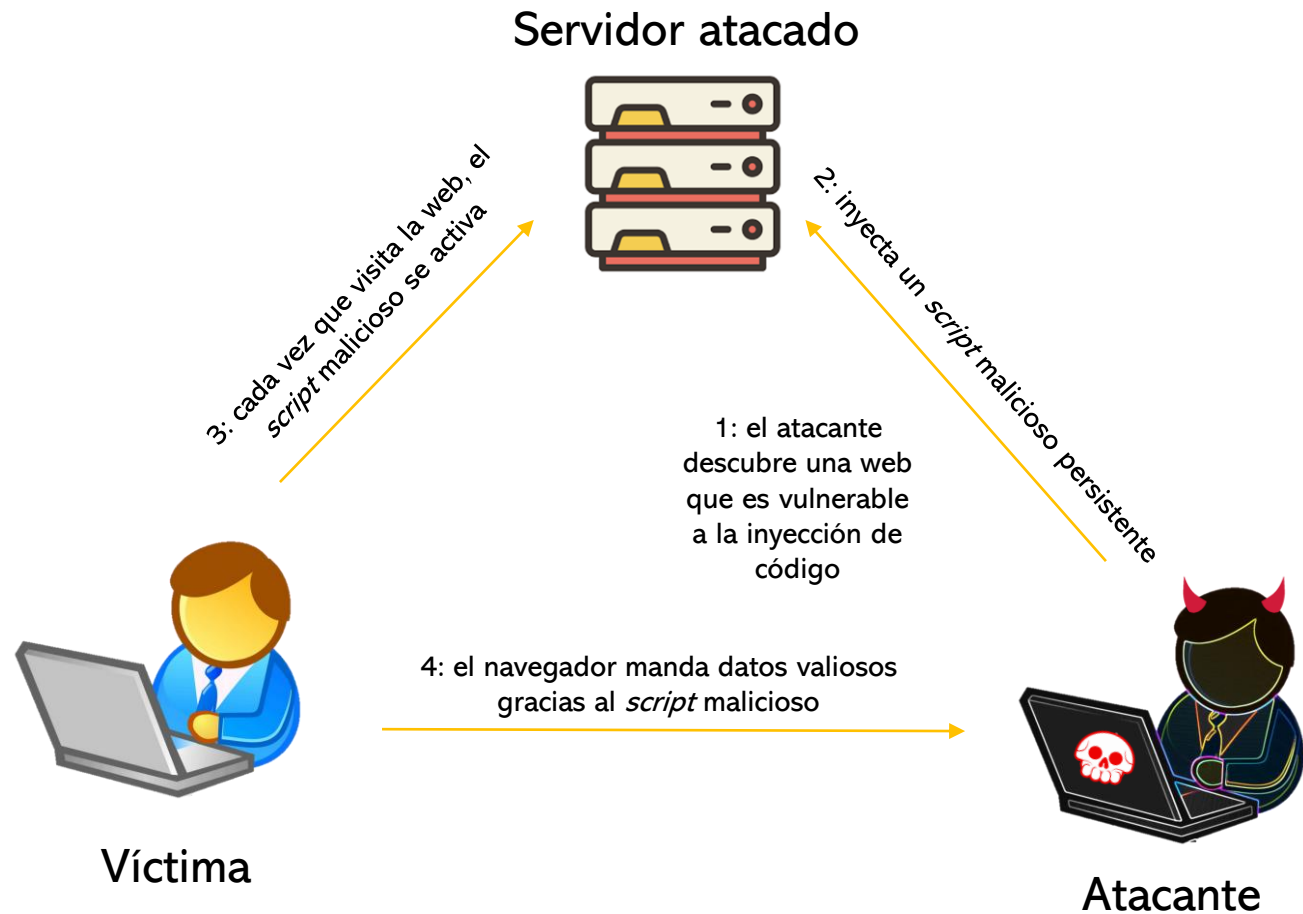 Servidor atacado
3: cada vez que visita la web, el
script malicioso se activa
2: inyecta un script malicioso persistente
1: el atacante
descubre una web
que es vulnerable
a la inyección de
código
4: el navegador manda datos valiosos
gracias al script malicioso
Víctima
Atacante